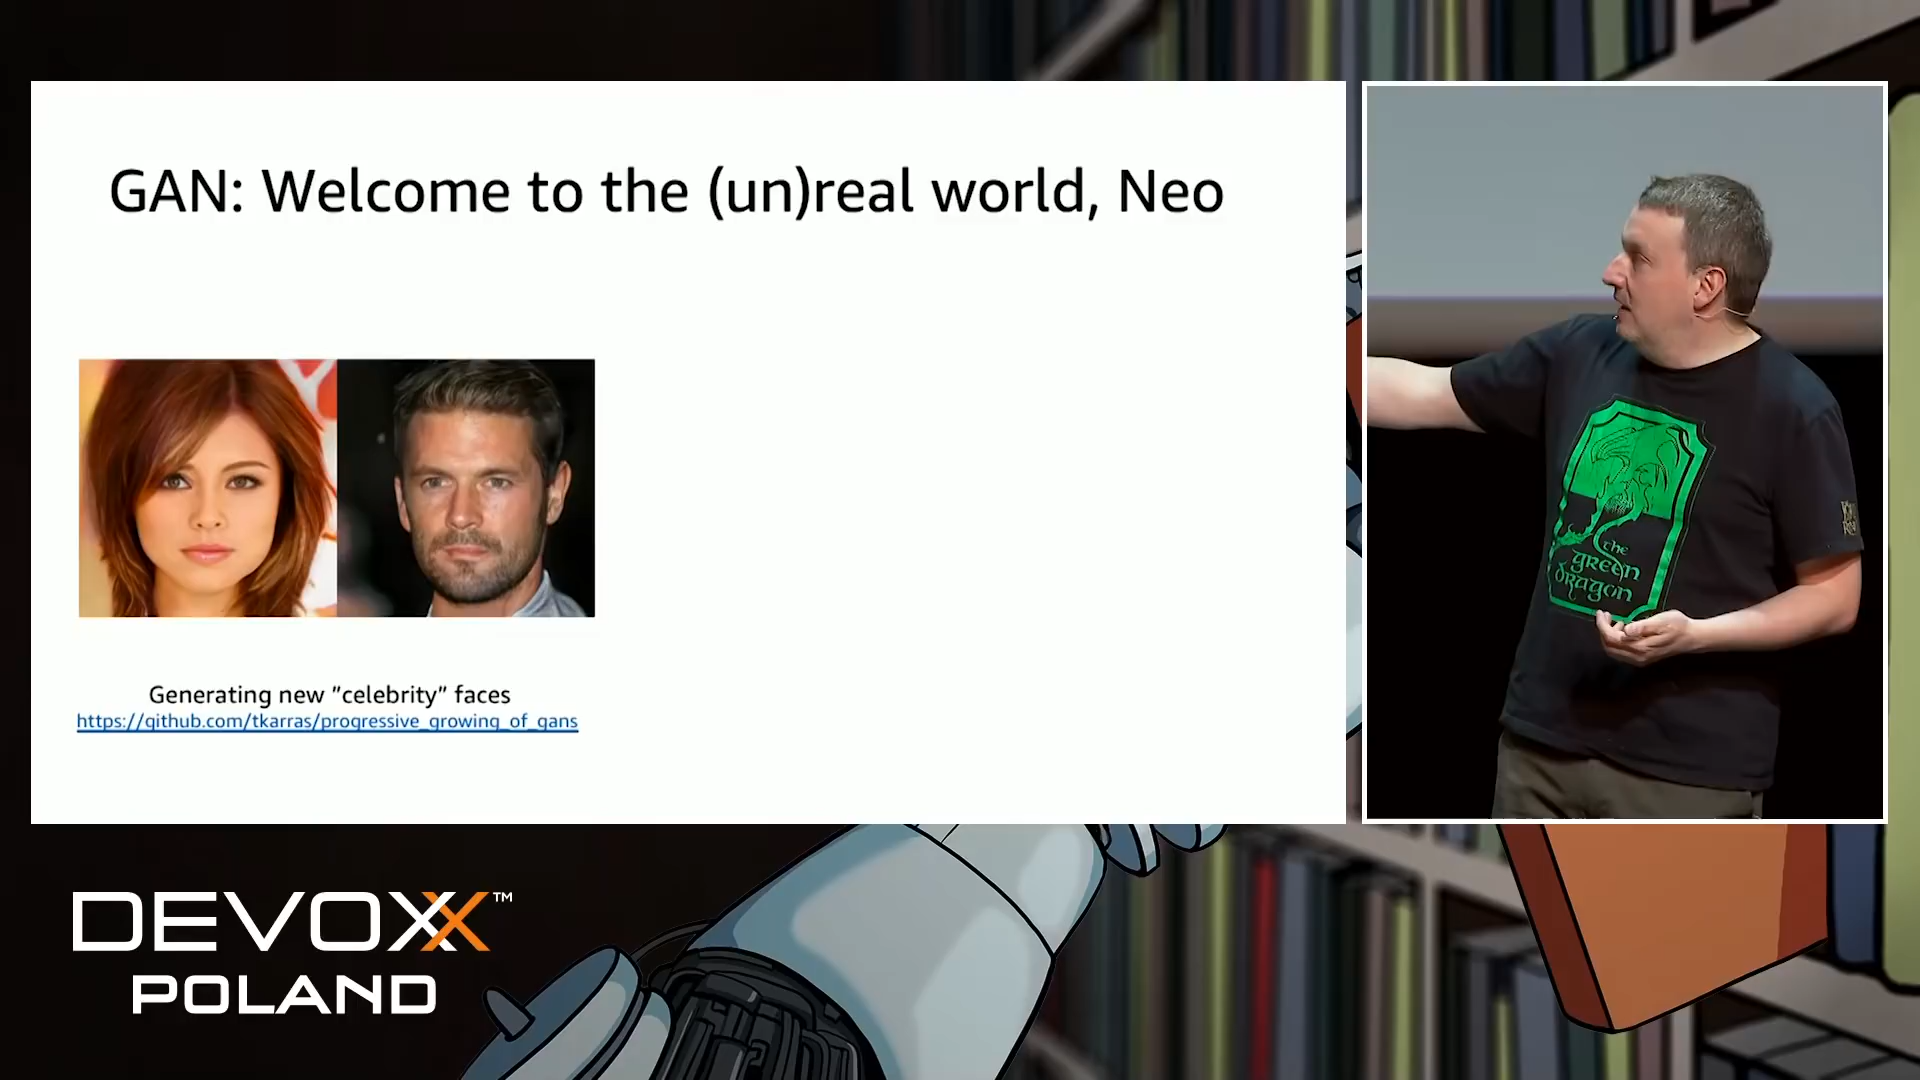 GAN: Welcome to the (un)real world, Neo
Generating new "celebrity" faces
https://github.com/tkarras/progressive_growing_of_gans
the
green
dragon
DEVOXX™
POLAND